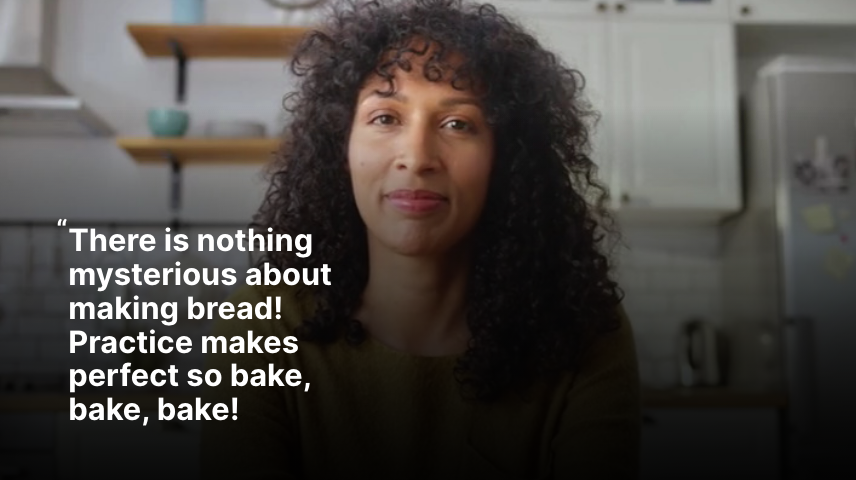 “There is nothing
mysterious about
making bread!
Practice makes
perfect so bake,
bake, bake!